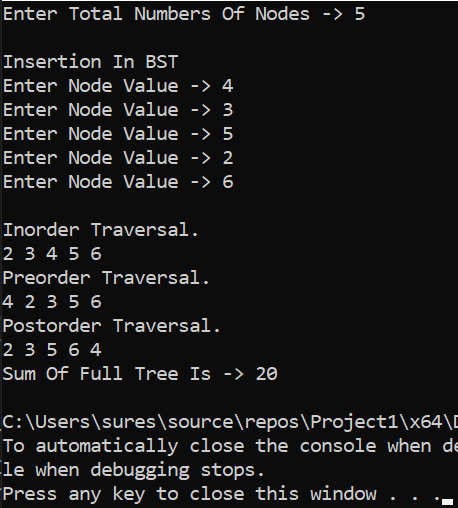 Enter Total Numbers Of Nodes -> 5
Insertion In BST
Enter Node Value -> 4
Enter Node Value -> 3
Enter Node Value -> 5
Enter Node Value -> 2
Enter Node Value -> 6
Inorder Traversal.
2 3 4 5 6
Preorder Traversal.
4 2 3 5 6
Postorder Traversal.
2 3 5 6 4
Sum Of Full Tree Is -> 20
C:\Users\sures\source\repos\Project1\x64\D
To automatically close the console when de
le when debugging stops.
Press any key to close this window . . .